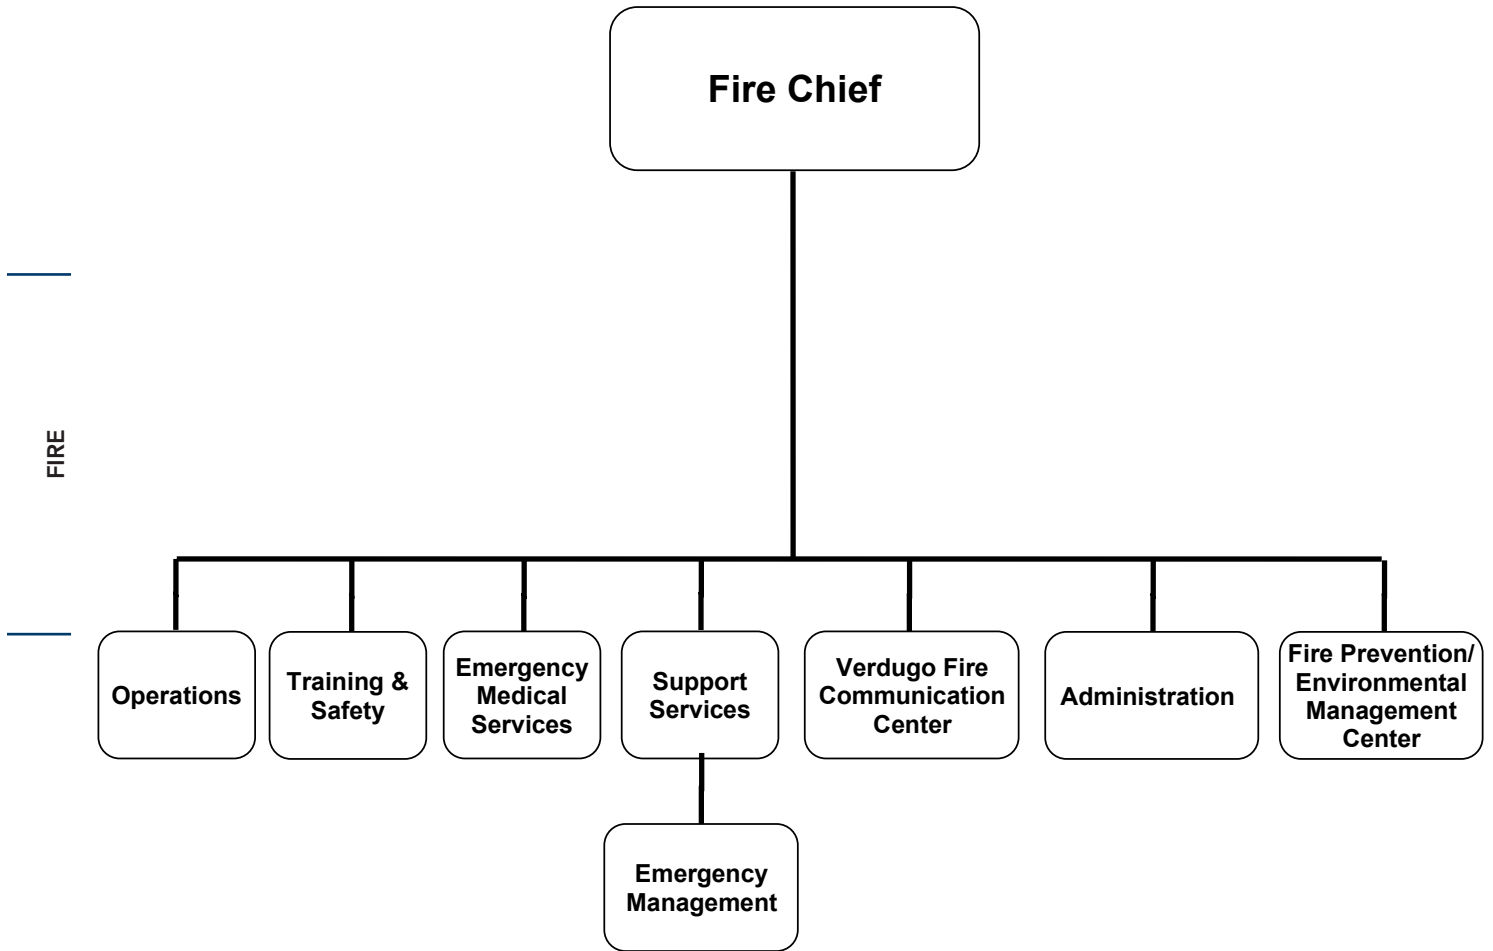 Fire Chief
FIRE
Operations
Training &
Safety
Emergency
Medical
Services
Support
Services
Verdugo Fire
Communication
Center
Administration
Fire Prevention/
Environmental
Management
Center
Emergency
Management